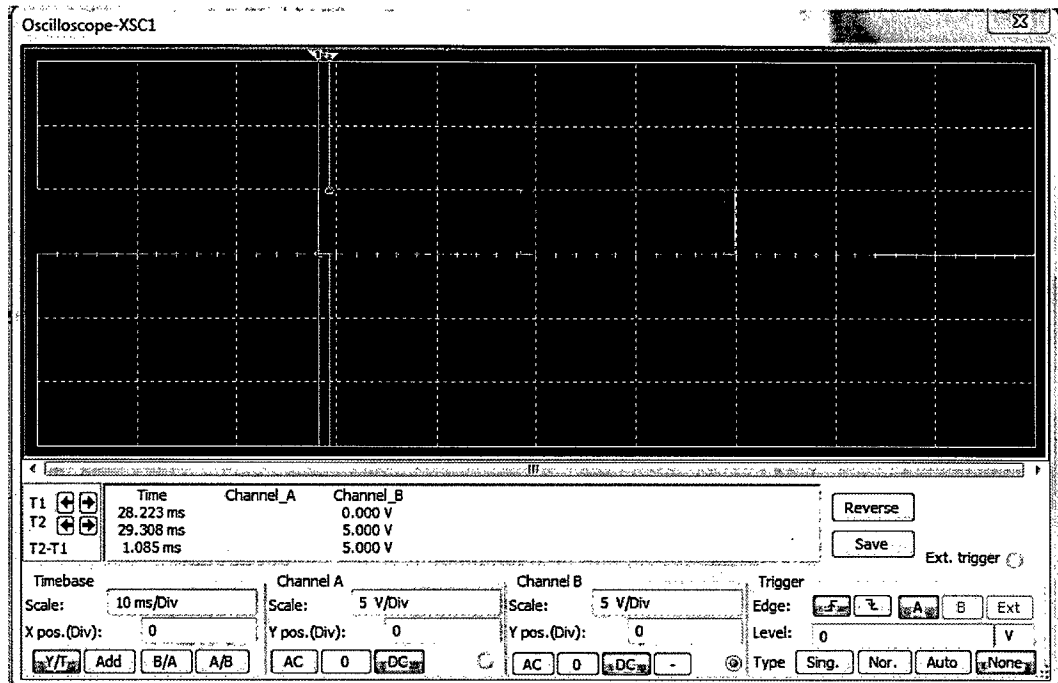 Oscilloscope-XSC1
T1
T2
T2-T1
Time Channel_A Channel_B
28.223 ms 0.000 V
29.308 ms 5.000 V
1.085 ms 5.000 V
Reverse
Save
Ext. trigger
Timebase
Scale: 10 ms/Div
X pos.(Div): 0
Y/T Add B/A A/B
Channel A
Scale: 5 V/Div
Y pos.(Div): 0
AC 0 DC
Channel B
Scale: 5 V/Div
Y pos.(Div): 0
AC 0 DC -
Trigger
Edge: A B Ext
Level: 0 V
Type Sing. Nor. Auto None